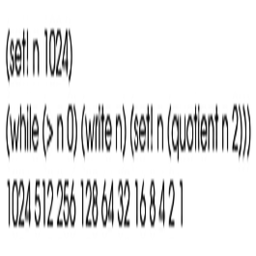 (set! n 1024)
(while (> n 0) (write n) (set! n (quotient n 2)))
1024 512 256 128 64 32 16 8 4 2 1